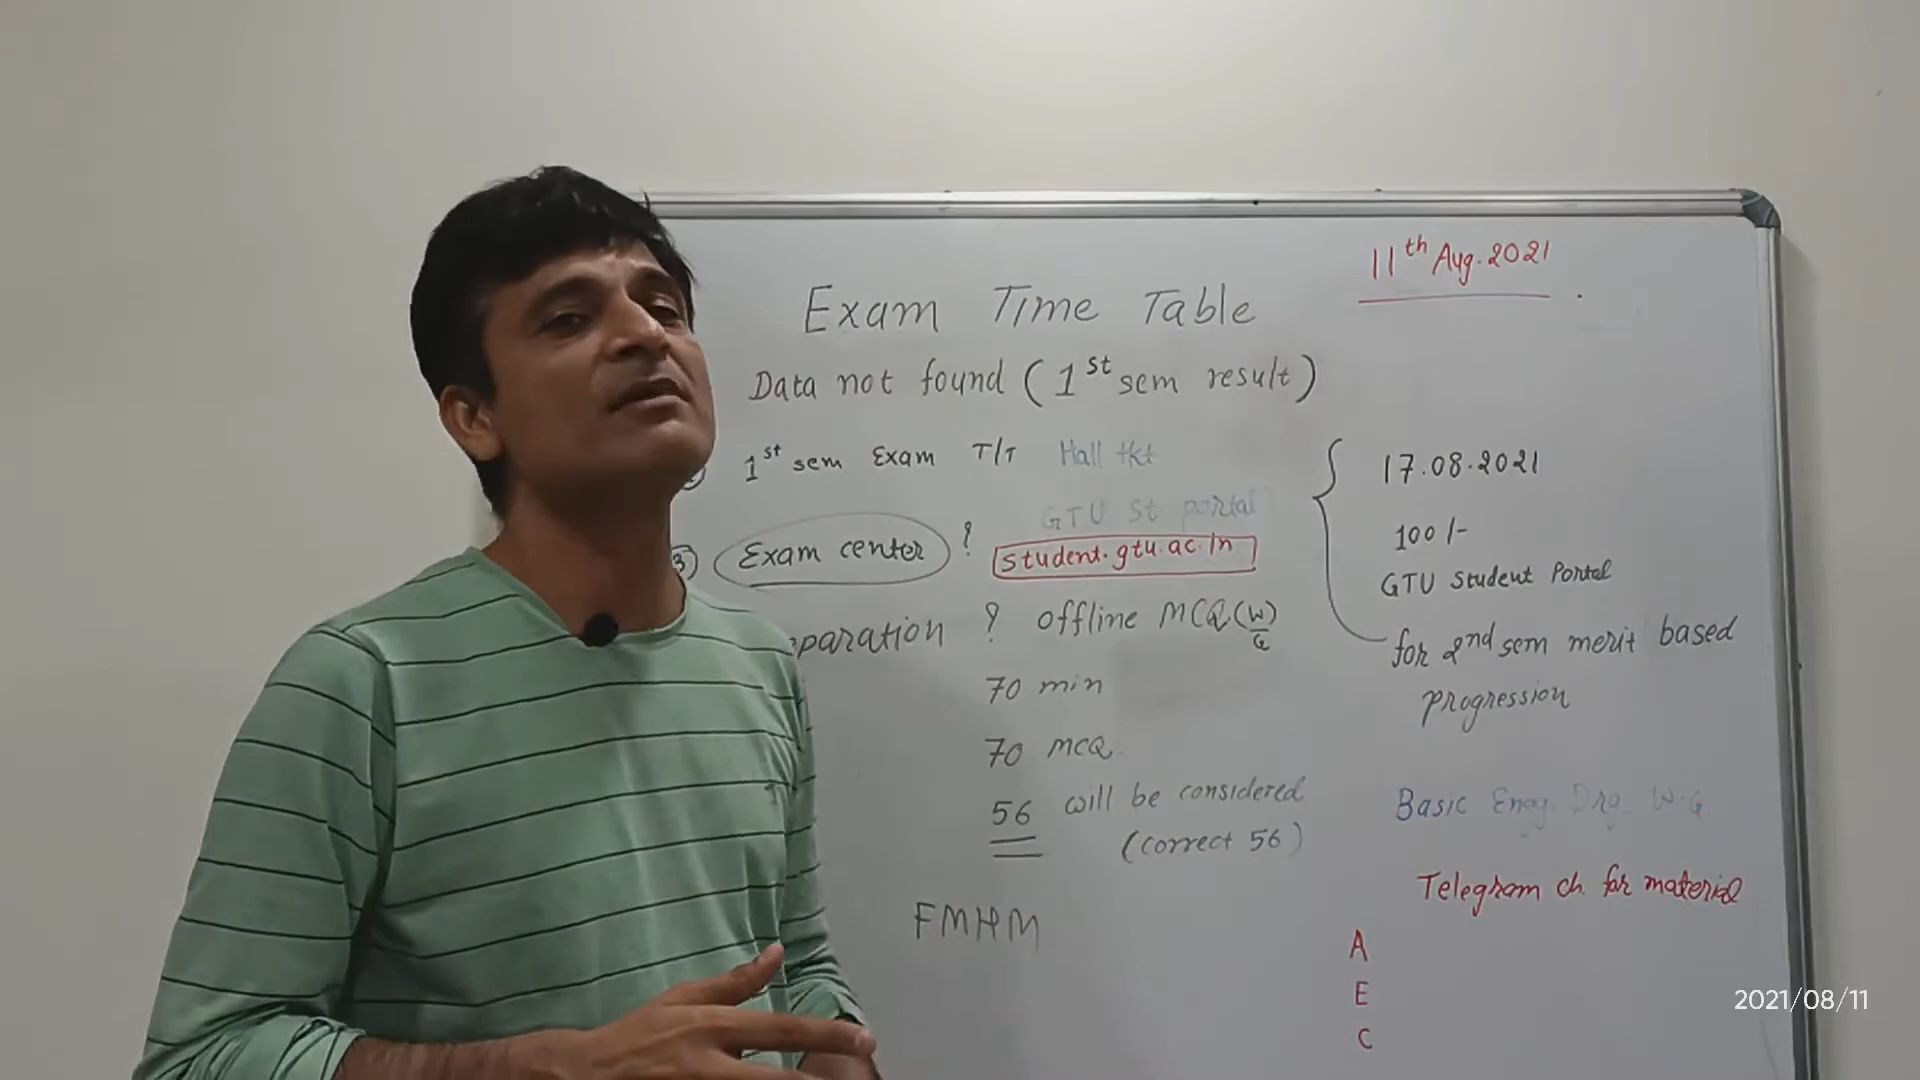 11th Aug. 2021
Exam Time Table
Data not found (1st sem result)
1st sem Exam T/T Hall tkt
3) Exam center ? GTU St portal
student.gtu.ac.in
eparation ? offline MCQ (W)
G
70 min
70 MCQ
56 will be considered
(correct 56)
FMHM
17.08.2021
100/-
GTU Student Portal
for 2nd sem merit based
progression
Basic Engg. Drg. W.G.
Telegram ch for material
A
E
C
2021/08/11